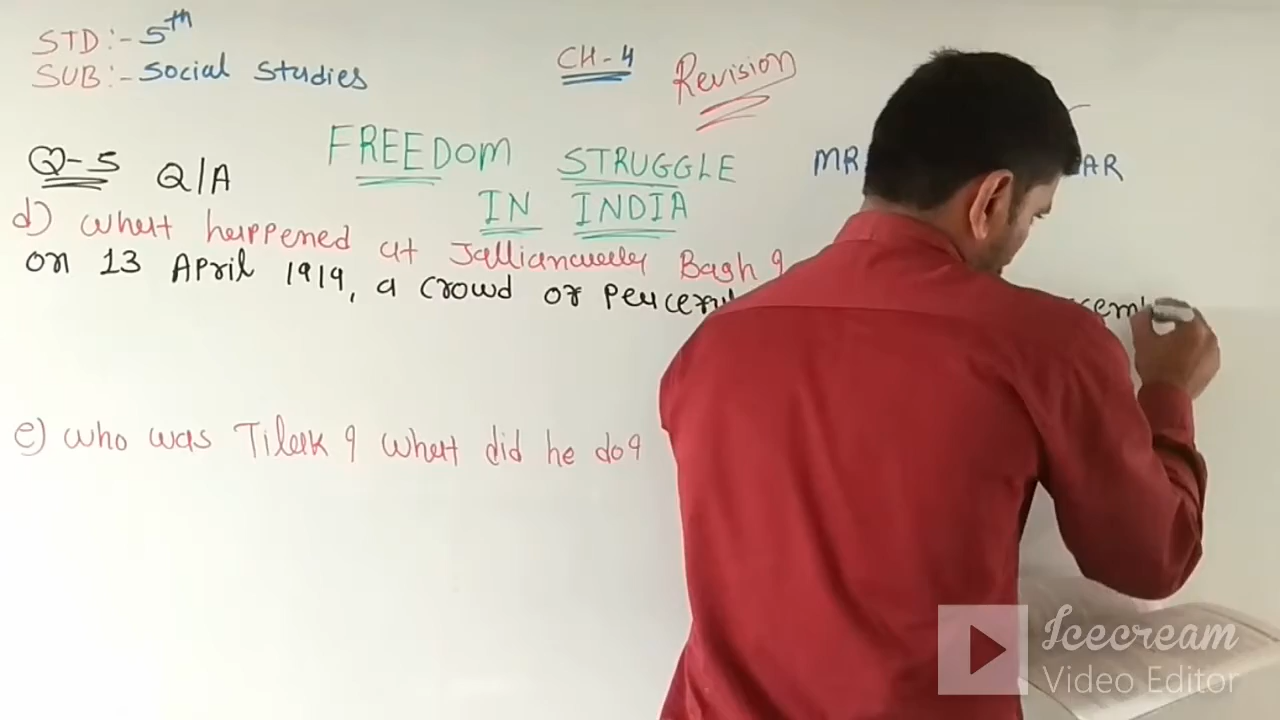 STD:- 5th
SUB:- Social Studies
CH-4
Revision
FREEDOM STRUGGLE
IN INDIA
MR
AR
Q-5 Q/A
d) what happened at Jallianwala Bagh ?
on 13 April 1919, a crowd of peaceful
e) who was Tilak ? what did he do?
Icecream
Video Editor